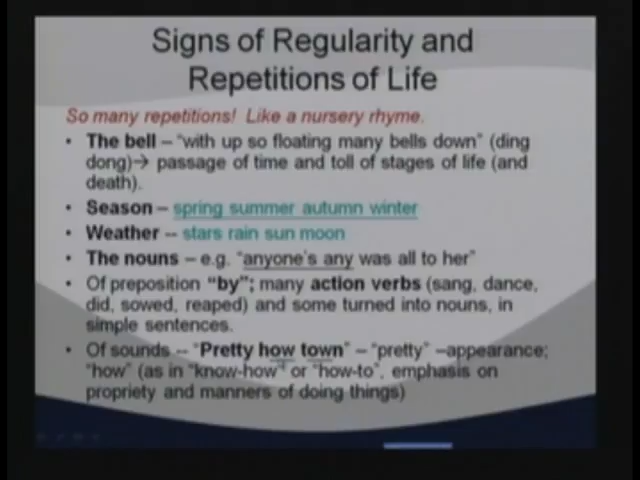 Signs of Regularity and
Repetitions of Life
So many repetitions!  Like a nursery rhyme.
• The bell – “with up so floating many bells down” (ding
dong)→ passage of time and toll of stages of life (and
death).
• Season – spring summer autumn winter
• Weather -- stars rain sun moon
• The nouns – e.g. “anyone's any was all to her”
• Of preposition “by”; many action verbs (sang, dance,
did, sowed, reaped) and some turned into nouns, in
simple sentences.
• Of sounds -- “Pretty how town” – “pretty” –appearance;
“how” (as in “know-how” or “how-to”, emphasis on
propriety and manners of doing things)